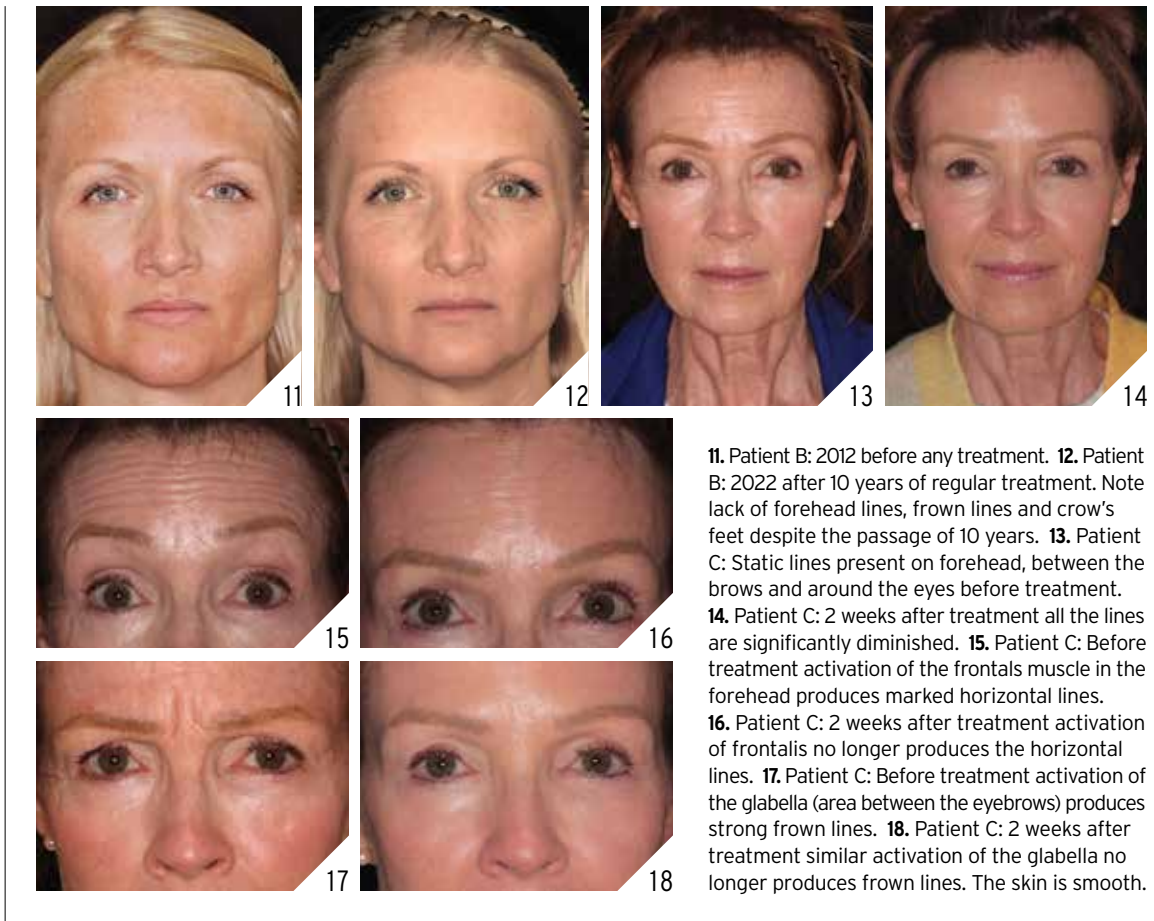 11
12
13
14
15
16
17
18
11. Patient B: 2012 before any treatment. 12. Patient
B: 2022 after 10 years of regular treatment. Note
lack of forehead lines, frown lines and crow's
feet despite the passage of 10 years. 13. Patient
C: Static lines present on forehead, between the
brows and around the eyes before treatment.
14. Patient C: 2 weeks after treatment all the lines
are significantly diminished. 15. Patient C: Before
treatment activation of the frontals muscle in the
forehead produces marked horizontal lines.
16. Patient C: 2 weeks after treatment activation
of frontalis no longer produces the horizontal
lines. 17. Patient C: Before treatment activation of
the glabella (area between the eyebrows) produces
strong frown lines. 18. Patient C: 2 weeks after
treatment similar activation of the glabella no
longer produces frown lines. The skin is smooth.